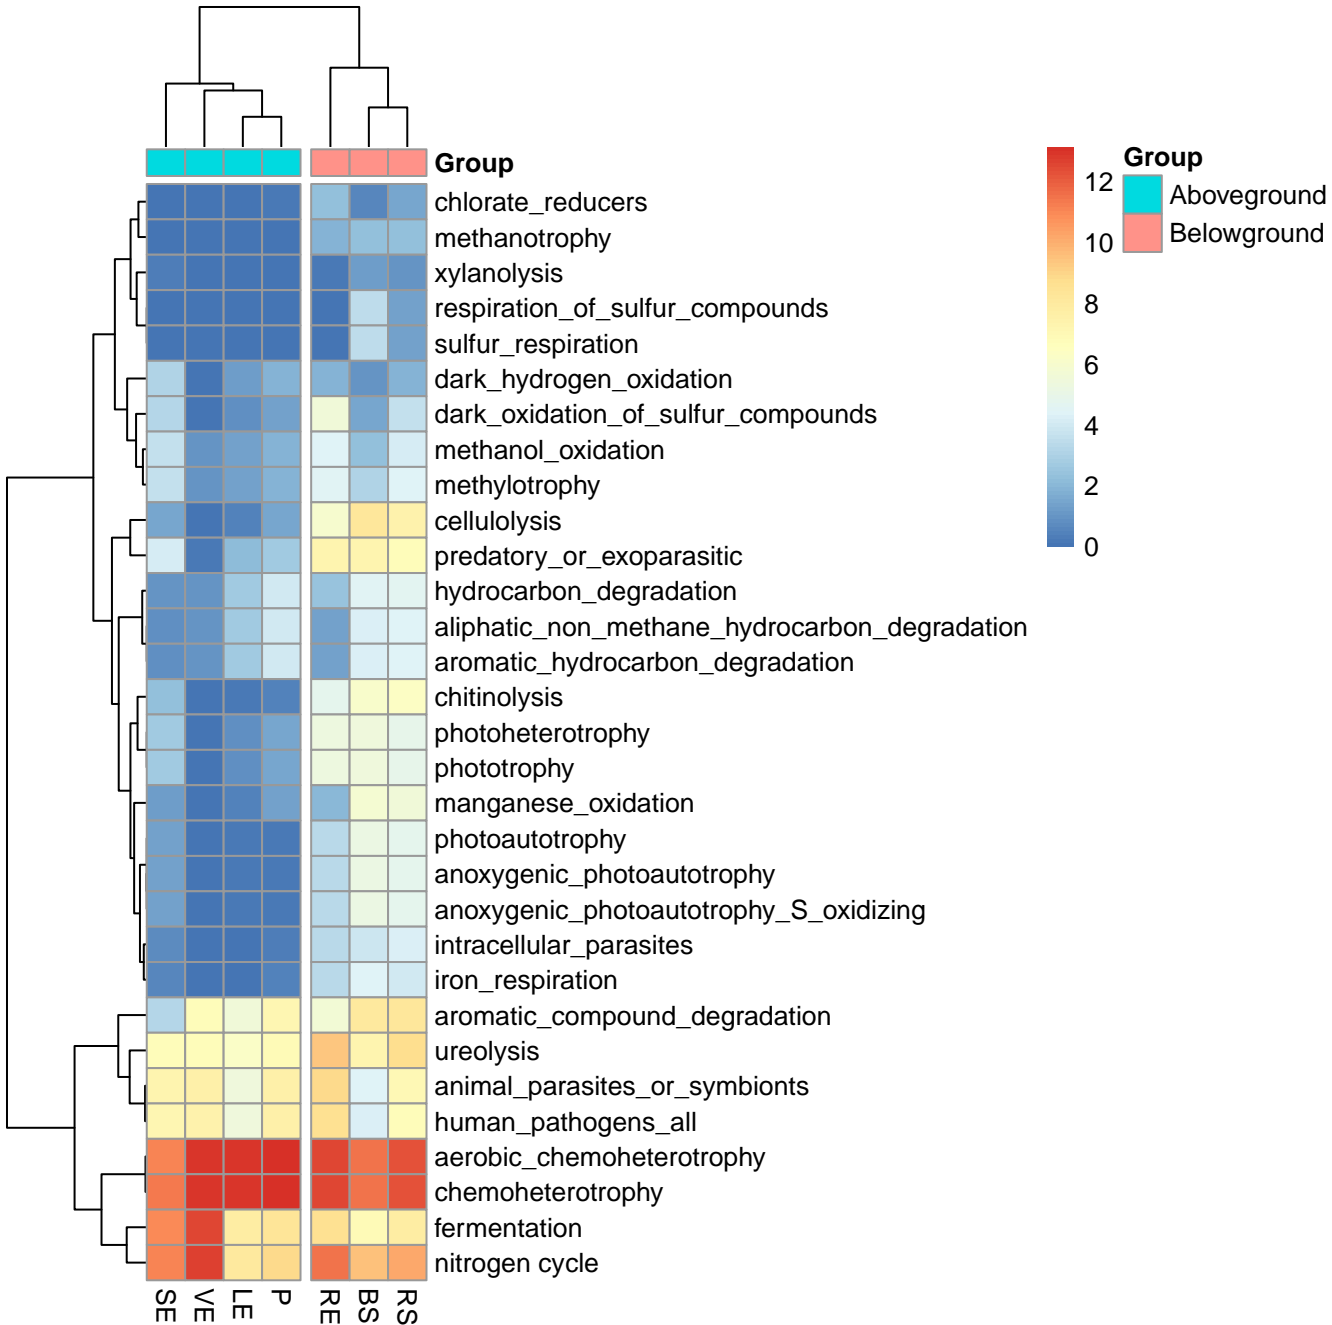 Group
chlorate_reducers
methanotrophy
xylanolysis
respiration_of_sulfur_compounds
sulfur_respiration
dark_hydrogen_oxidation
dark_oxidation_of_sulfur_compounds
methanol_oxidation
methylotrophy
cellulolysis
predatory_or_exoparasitic
hydrocarbon_degradation
aliphatic_non_methane_hydrocarbon_degradation
aromatic_hydrocarbon_degradation
chitinolysis
photoheterotrophy
phototrophy
manganese_oxidation
photoautotrophy
anoxygenic_photoautotrophy
anoxygenic_photoautotrophy_S_oxidizing
intracellular_parasites
iron_respiration
aromatic_compound_degradation
ureolysis
animal_parasites_or_symbionts
human_pathogens_all
aerobic_chemoheterotrophy
chemoheterotrophy
fermentation
nitrogen cycle
SE
VE
LE
P
RE
BS
RS
12
10
8
6
4
2
0
Group
Aboveground
Belowground